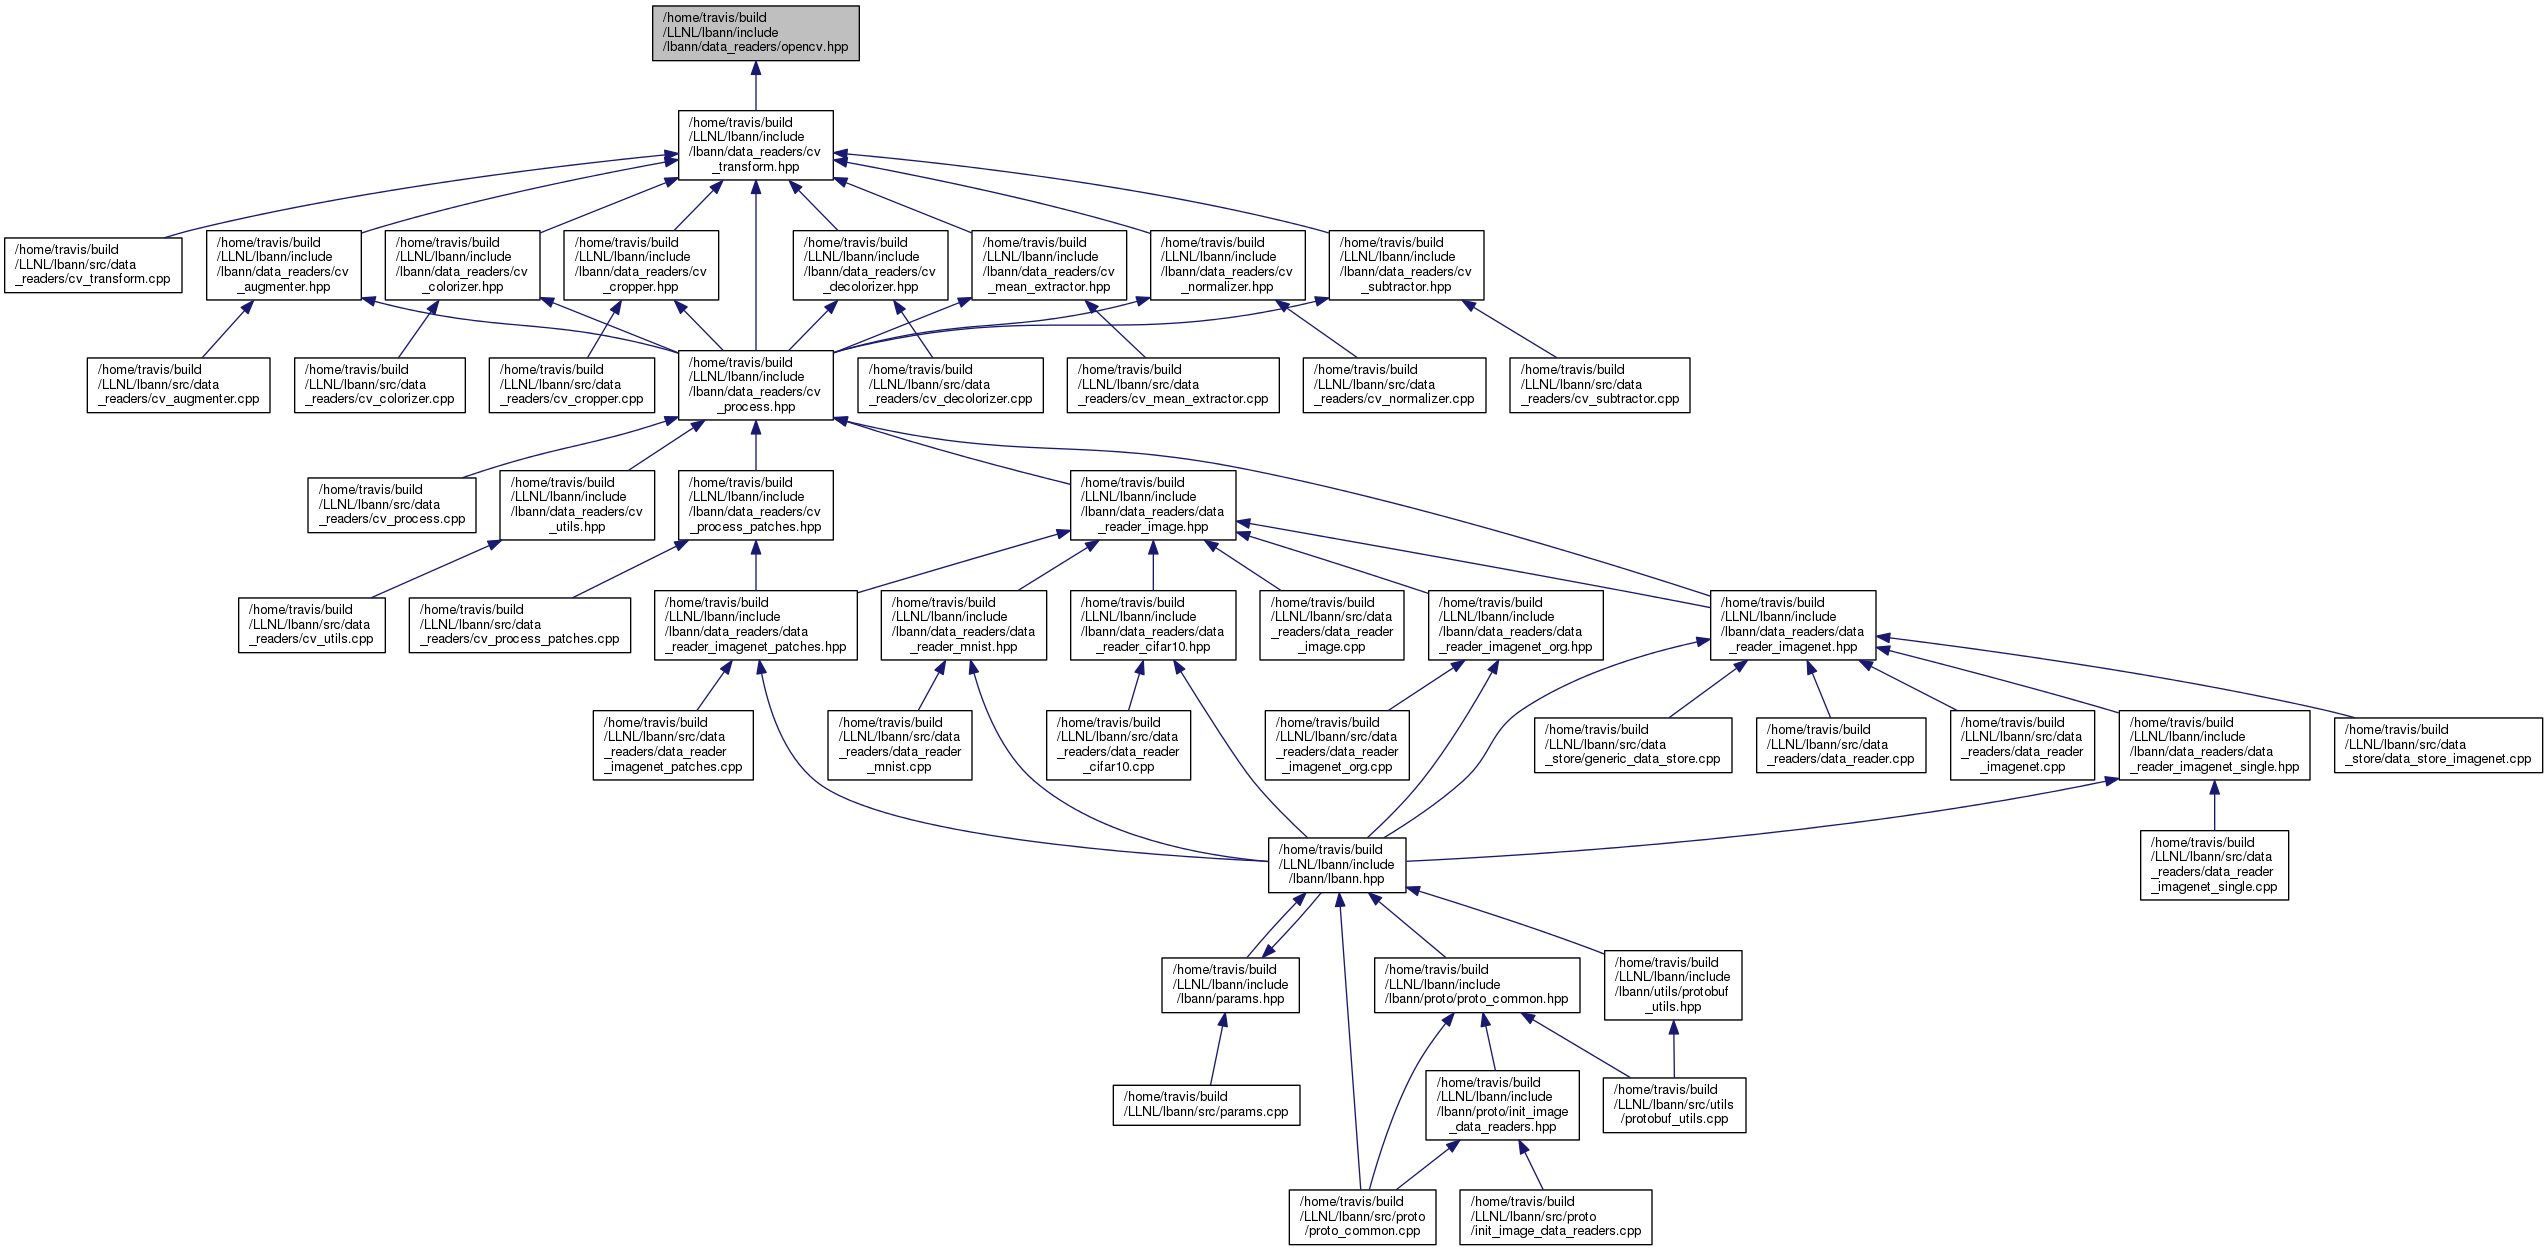 /home/travis/build
/LLNL/lbann/include
/lbann/data_readers/opencv.hpp
/home/travis/build
/LLNL/lbann/include
/lbann/data_readers/cv
_transform.hpp
/home/travis/build
/LLNL/lbann/src/data
_readers/cv_transform.cpp
/home/travis/build
/LLNL/lbann/include
/lbann/data_readers/cv
_augmenter.hpp
/home/travis/build
/LLNL/lbann/include
/lbann/data_readers/cv
_colorizer.hpp
/home/travis/build
/LLNL/lbann/include
/lbann/data_readers/cv
_cropper.hpp
/home/travis/build
/LLNL/lbann/include
/lbann/data_readers/cv
_decolorizer.hpp
/home/travis/build
/LLNL/lbann/include
/lbann/data_readers/cv
_mean_extractor.hpp
/home/travis/build
/LLNL/lbann/include
/lbann/data_readers/cv
_normalizer.hpp
/home/travis/build
/LLNL/lbann/include
/lbann/data_readers/cv
_subtractor.hpp
/home/travis/build
/LLNL/lbann/src/data
_readers/cv_augmenter.cpp
/home/travis/build
/LLNL/lbann/src/data
_readers/cv_colorizer.cpp
/home/travis/build
/LLNL/lbann/src/data
_readers/cv_cropper.cpp
/home/travis/build
/LLNL/lbann/include
/lbann/data_readers/cv
_process.hpp
/home/travis/build
/LLNL/lbann/src/data
_readers/cv_decolorizer.cpp
/home/travis/build
/LLNL/lbann/src/data
_readers/cv_mean_extractor.cpp
/home/travis/build
/LLNL/lbann/src/data
_readers/cv_normalizer.cpp
/home/travis/build
/LLNL/lbann/src/data
_readers/cv_subtractor.cpp
/home/travis/build
/LLNL/lbann/src/data
_readers/cv_process.cpp
/home/travis/build
/LLNL/lbann/include
/lbann/data_readers/cv
_utils.hpp
/home/travis/build
/LLNL/lbann/include
/lbann/data_readers/cv
_process_patches.hpp
/home/travis/build
/LLNL/lbann/include
/lbann/data_readers/data
_reader_image.hpp
/home/travis/build
/LLNL/lbann/src/data
_readers/cv_utils.cpp
/home/travis/build
/LLNL/lbann/src/data
_readers/cv_process_patches.cpp
/home/travis/build
/LLNL/lbann/include
/lbann/data_readers/data
_reader_imagenet_patches.hpp
/home/travis/build
/LLNL/lbann/include
/lbann/data_readers/data
_reader_mnist.hpp
/home/travis/build
/LLNL/lbann/include
/lbann/data_readers/data
_reader_cifar10.hpp
/home/travis/build
/LLNL/lbann/src/data
_readers/data_reader
_image.cpp
/home/travis/build
/LLNL/lbann/include
/lbann/data_readers/data
_reader_imagenet_org.hpp
/home/travis/build
/LLNL/lbann/include
/lbann/data_readers/data
_reader_imagenet.hpp
/home/travis/build
/LLNL/lbann/src/data
_readers/data_reader
_imagenet_patches.cpp
/home/travis/build
/LLNL/lbann/src/data
_readers/data_reader
_mnist.cpp
/home/travis/build
/LLNL/lbann/src/data
_readers/data_reader
_cifar10.cpp
/home/travis/build
/LLNL/lbann/src/data
_readers/data_reader
_imagenet_org.cpp
/home/travis/build
/LLNL/lbann/src/data
_store/generic_data_store.cpp
/home/travis/build
/LLNL/lbann/src/data
_readers/data_reader.cpp
/home/travis/build
/LLNL/lbann/src/data
_readers/data_reader
_imagenet.cpp
/home/travis/build
/LLNL/lbann/include
/lbann/data_readers/data
_reader_imagenet_single.hpp
/home/travis/build
/LLNL/lbann/src/data
_store/data_store_imagenet.cpp
/home/travis/build
/LLNL/lbann/include
/lbann/lbann.hpp
/home/travis/build
/LLNL/lbann/src/data
_readers/data_reader
_imagenet_single.cpp
/home/travis/build
/LLNL/lbann/include
/lbann/params.hpp
/home/travis/build
/LLNL/lbann/include
/lbann/proto/proto_common.hpp
/home/travis/build
/LLNL/lbann/include
/lbann/utils/protobuf
_utils.hpp
/home/travis/build
/LLNL/lbann/src/params.cpp
/home/travis/build
/LLNL/lbann/include
/lbann/proto/init_image
_data_readers.hpp
/home/travis/build
/LLNL/lbann/src/utils
/protobuf_utils.cpp
/home/travis/build
/LLNL/lbann/src/proto
/proto_common.cpp
/home/travis/build
/LLNL/lbann/src/proto
/init_image_data_readers.cpp